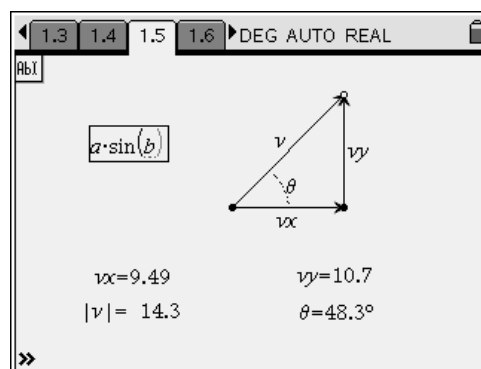 1.3 1.4 1.5 1.6 DEG AUTO REAL
AbI
a·sin(b)
v
vy
θ
vx
vx=9.49 vy=10.7
|v|= 14.3 θ=48.3°
»